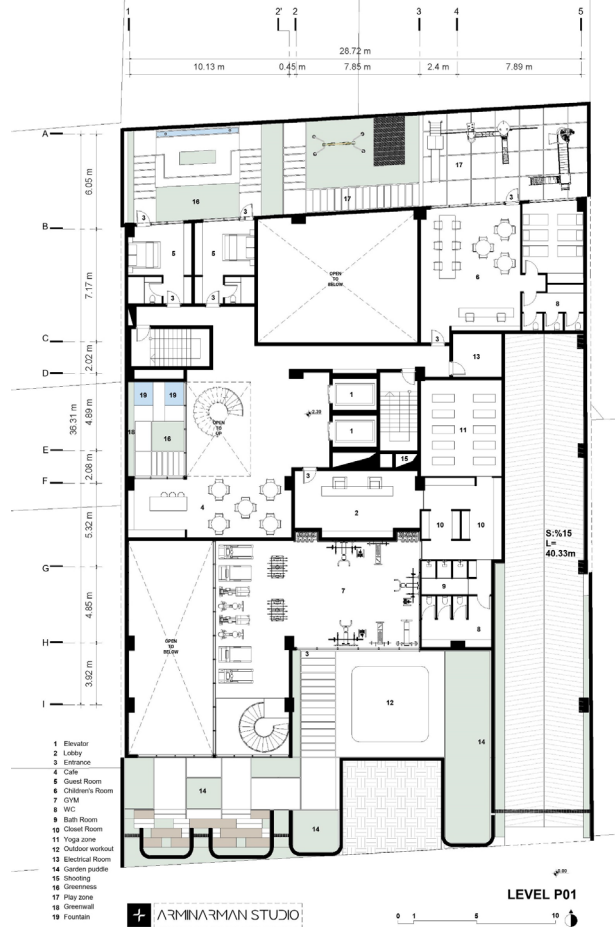 1 2' 2 3 4 5
28.72 m
10.13 m 0.45 m 7.85 m 2.4 m 7.89 m
A
6.05 m
17
16
17
3 3 3
B
5 5
OPEN
TO
BELOW
6
7.17 m
3 3
8
C
3
2.02 m
13
D
19 19
1
4.89 m
36.31 m
18
16
OPEN
TO
UP
1
11
E
2.08 m
15
F
3
4
2
10 10
5.32 m
S:%15
L=
40.33m
G
9
7
4.85 m
8
H
OPEN
TO
BELOW
3
3.92 m
12
I
14
1 Elevator
2 Lobby
3 Entrance
4 Cafe
5 Guest Room
6 Children's Room
7 GYM
8 WC
9 Bath Room
10 Closet Room
11 Yoga zone
12 Outdoor workout
13 Electrical Room
14 Garden puddle
15 Shooting
16 Greenness
17 Play zone
18 Greenwall
19 Fountain
14
14
LEVEL P01
ARMINARMAN STUDIO
0 1 5 10